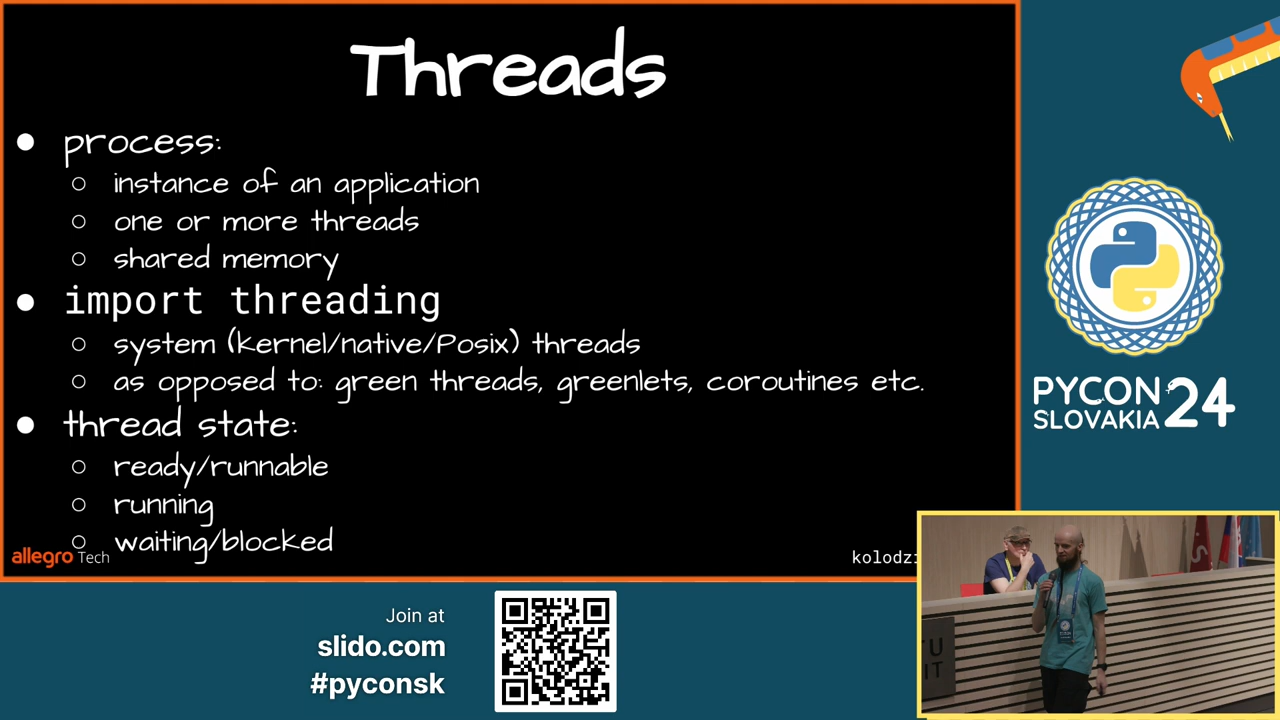 Threads
process:
instance of an application
one or more threads
shared memory
import threading
system (kernel/native/Posix) threads
as opposed to: green threads, greenlets, coroutines etc.
thread state:
ready/runnable
running
waiting/blocked
allegro Tech
kolodzi
PYCON
SLOVAKIA
24
Join at
slido.com
#pyconsk